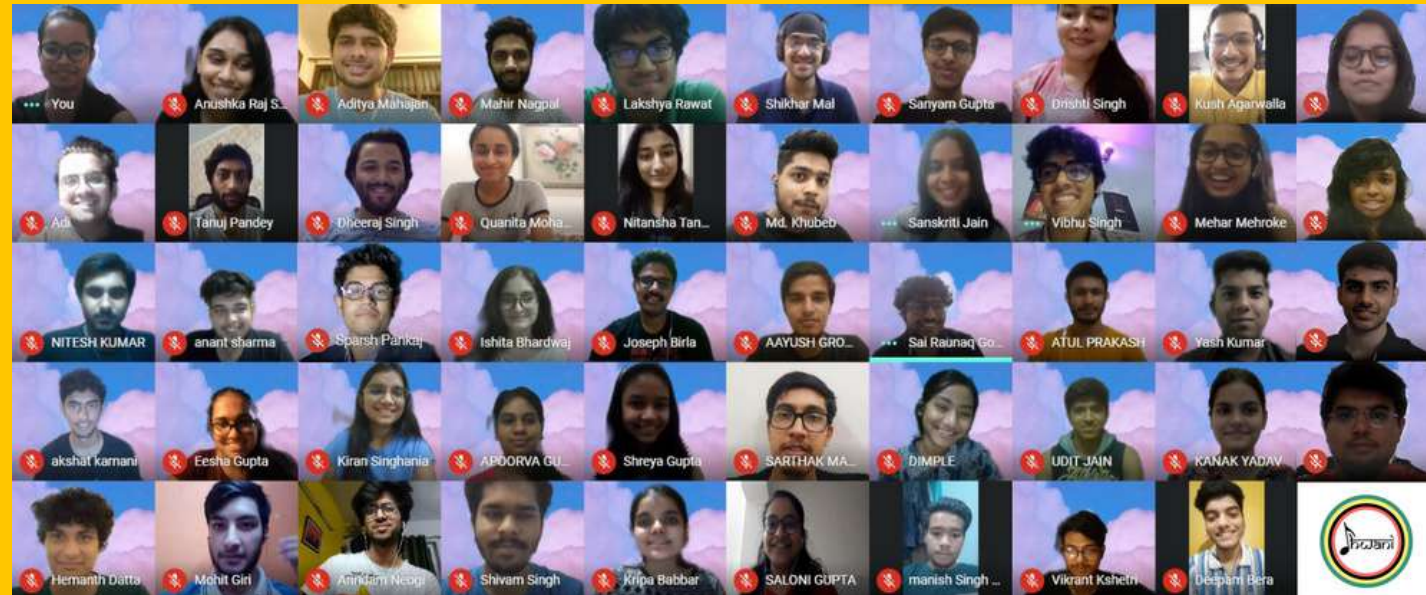 You
Anushka Raj S...
Aditya Mahajan
Mahir Nagpal
Lakshya Rawat
Shikhar Mal
Sanyam Gupta
Drishti Singh
Kush Agarwalla
Adi
Tanuj Pandey
Dheeraj Singh
Quanita Moha...
Nitansha Tan...
Md. Khubeb
Sanskriti Jain
Vibhu Singh
Mehar Mehroke
NITESH KUMAR
anant sharma
Sparsh Pankaj
Ishita Bhardwaj
Joseph Birla
AAYUSH GRO...
Sai Raunaq Go...
ATUL PRAKASH
Yash Kumar
akshat karnani
Eesha Gupta
Kiran Singhania
APOORVA GU...
Shreya Gupta
SARTHAK MA...
DIMPLE
UDIT JAIN
KANAK YADAV
Hemanth Datta
Mohit Giri
Arindam Neogi
Shivam Singh
Kripa Babbar
SALONI GUPTA
manish Singh ...
Vikrant Kshetri
Deepam Bera
Dhwani